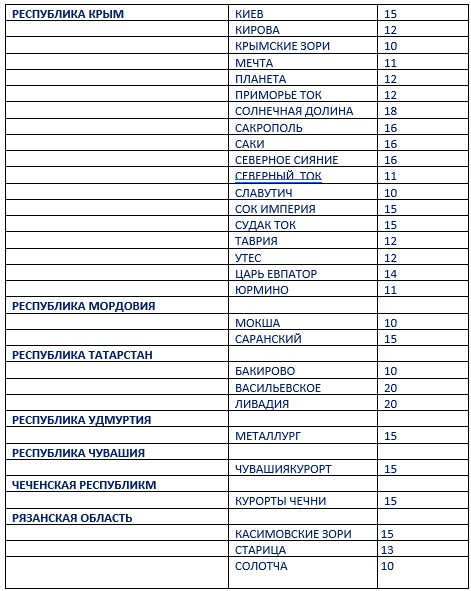 РЕСПУБЛИКА КРЫМ КИЕВ 15
КИРОВА 12
КРЫМСКИЕ ЗОРИ 10
МЕЧТА 11
ПЛАНЕТА 12
ПРИМОРЬЕ ТОК 12
СОЛНЕЧНАЯ ДОЛИНА 18
САКРОПОЛЬ 16
САКИ 16
СЕВЕРНОЕ СИЯНИЕ 16
СЕВЕРНЫЙ ТОК 11
СЛАВУТИЧ 10
СОК ИМПЕРИЯ 15
СУДАК ТОК 15
ТАВРИЯ 12
УТЕС 12
ЦАРЬ ЕВПАТОР 14
ЮРМИНО 11
РЕСПУБЛИКА МОРДОВИЯ
МОКША 10
САРАНСКИЙ 15
РЕСПУБЛИКА ТАТАРСТАН
БАКИРОВО 10
ВАСИЛЬЕВСКОЕ 20
ЛИВАДИЯ 20
РЕСПУБЛИКА УДМУРТИЯ
МЕТАЛЛУРГ 15
РЕСПУБЛИКА ЧУВАШИЯ
ЧУВАШИЯКУРОРТ 15
ЧЕЧЕНСКАЯ РЕСПУБЛИКМ
КУРОРТЫ ЧЕЧНИ 15
РЯЗАНСКАЯ ОБЛАСТЬ
КАСИМОВСКИЕ ЗОРИ 15
СТАРИЦА 13
СОЛОТЧА 10